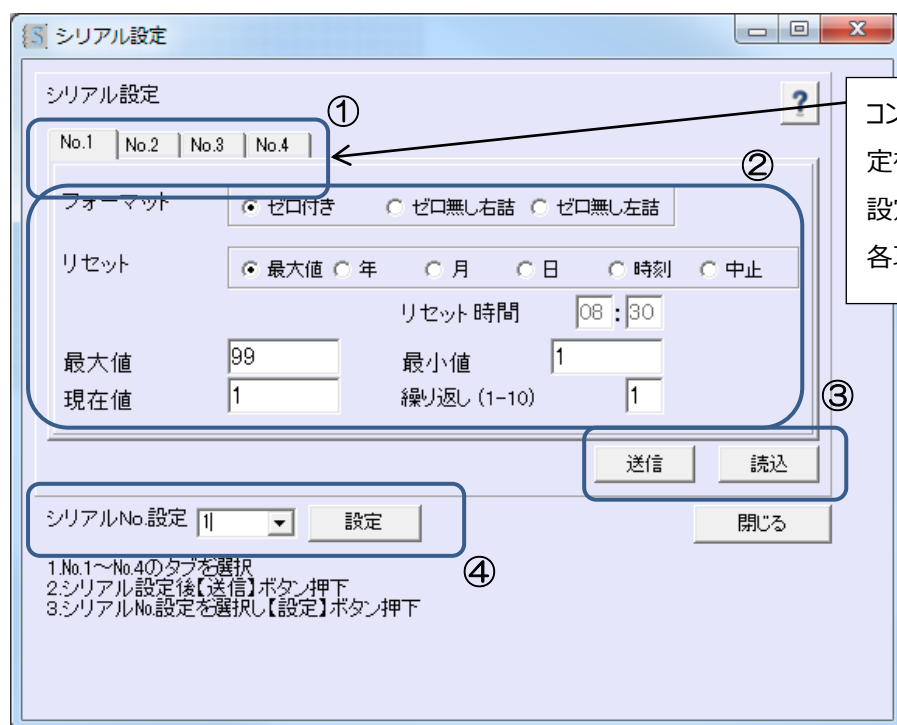 シリアル設定
シリアル設定
①
?
No.1 No.2 No.3 No.4
②
フォーマット ゼロ付き ゼロ無し右詰 ゼロ無し左詰
リセット 最大値 年 月 日 時刻 中止
リセット時間 08 : 30
最大値 99 最小値 1
現在値 1 繰り返し (1-10) 1
③
送信 読込
シリアルNo.設定 1 設定 閉じる
④
1.No.1～No.4のタブを選択
2.シリアル設定後【送信】ボタン押下
3.シリアルNo.設定を選択し【設定】ボタン押下
コン
定
設
各